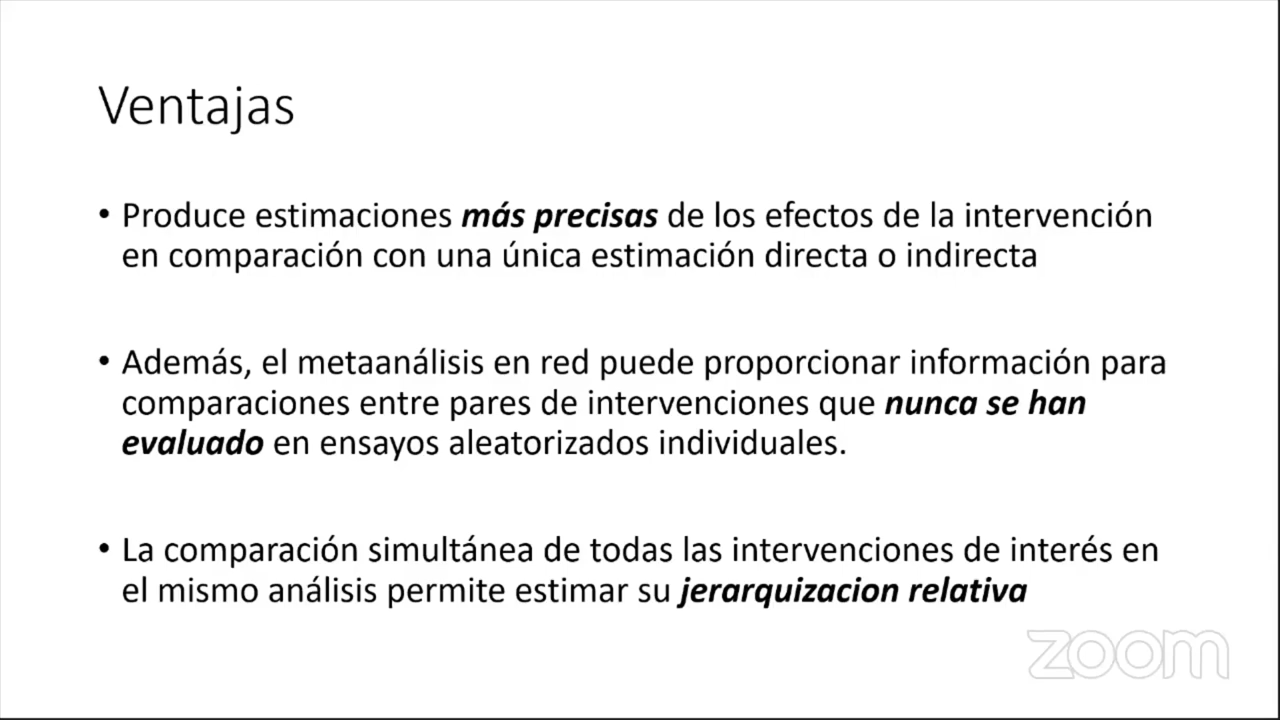 Ventajas
• Produce estimaciones más precisas de los efectos de la intervención
en comparación con una única estimación directa o indirecta
• Además, el metaanálisis en red puede proporcionar información para
comparaciones entre pares de intervenciones que nunca se han
evaluado en ensayos aleatorizados individuales.
• La comparación simultánea de todas las intervenciones de interés en
el mismo análisis permite estimar su jerarquizacion relativa
zoom